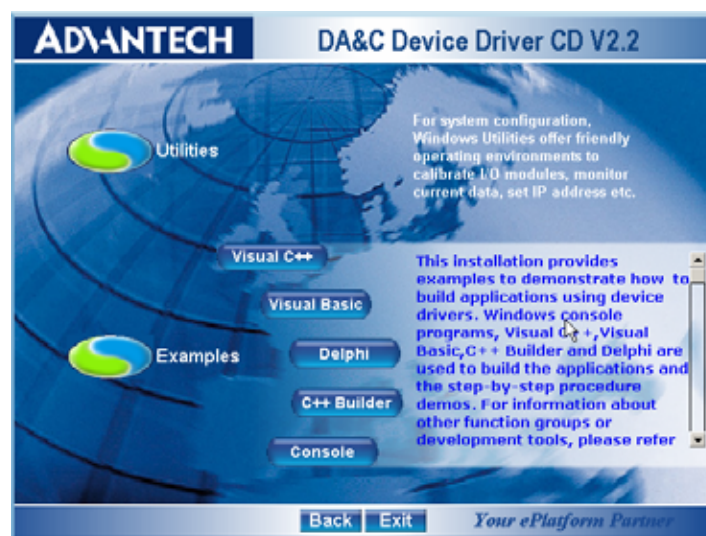 ADVANTECH
DA&C Device Driver CD V2.2
For system configuration,
Windows Utilities offer friendly
operating environments to
calibrate I/O modules, monitor
current data, set IP address etc.
Utilities
Visual C++
Visual Basic
Examples
Delphi
C++ Builder
Console
This installation provides
examples to demonstrate how to
build applications using device
drivers. Windows console
programs, Visual C++,Visual
Basic,C++ Builder and Delphi are
used to build the applications and
the step-by-step procedure
demos. For information about
other function groups or
development tools, please refer
Back Exit
Your ePlatform Partner